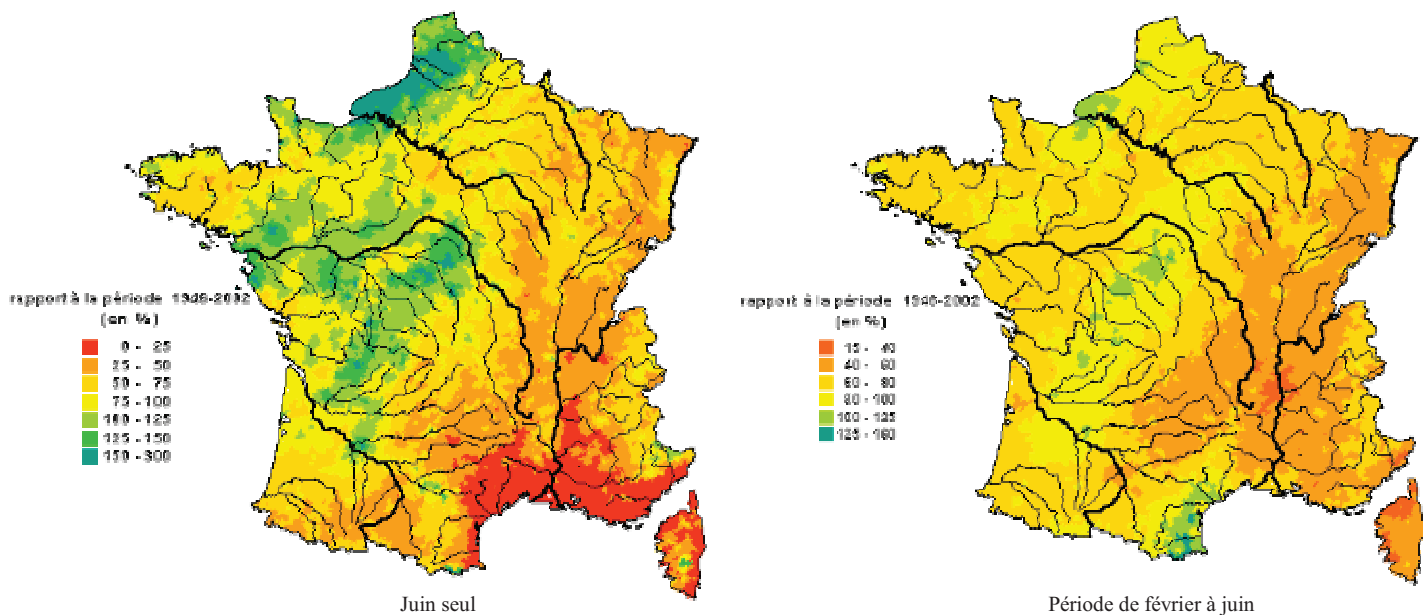 rapport à la période 1946-2002
(en %)
0 - 25
25 - 50
50 - 75
75 - 100
100 - 125
125 - 150
150 - 300
Juin seul
rapport à la période 1946-2002
(en %)
15 - 40
40 - 60
60 - 80
80 - 100
100 - 125
125 - 160
Période de février à juin